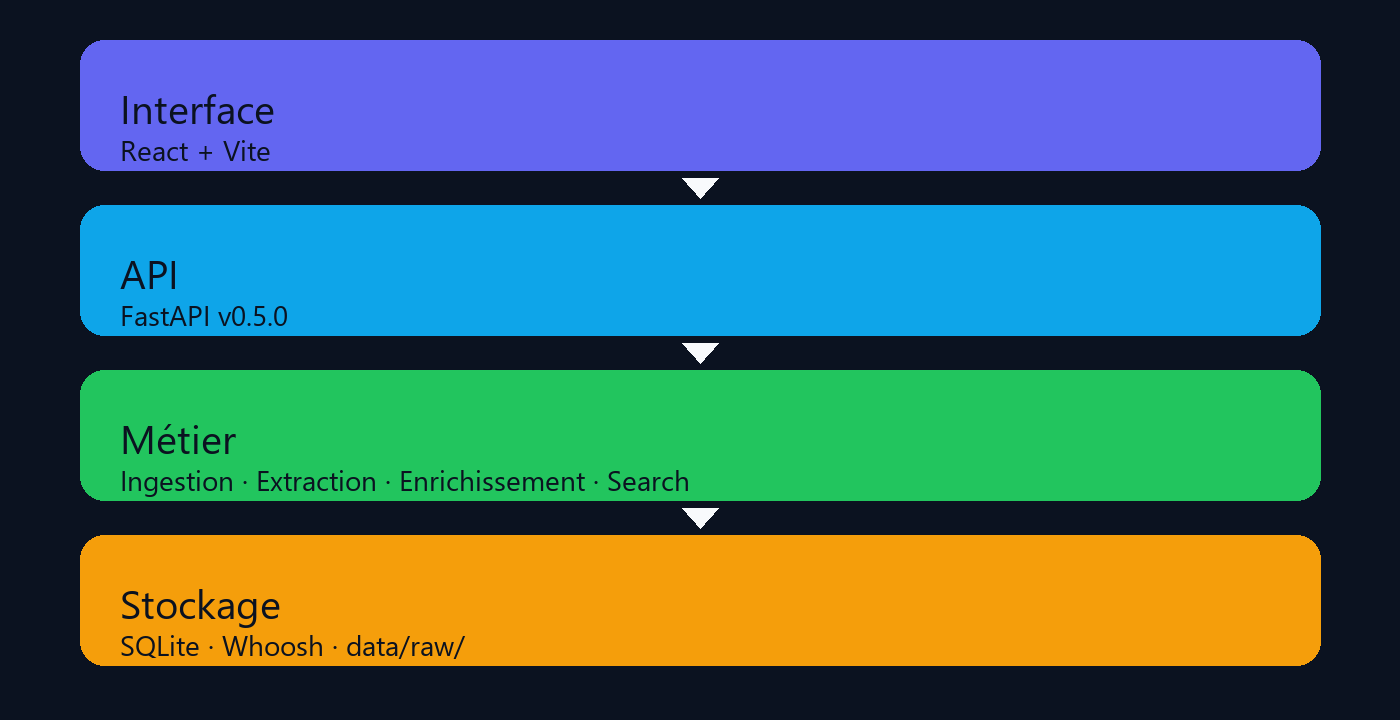 Interface
React + Vite
API
FastAPI v0.5.0
Métier
Ingestion · Extraction · Enrichissement · Search
Stockage
SQLite · Whoosh · data/raw/